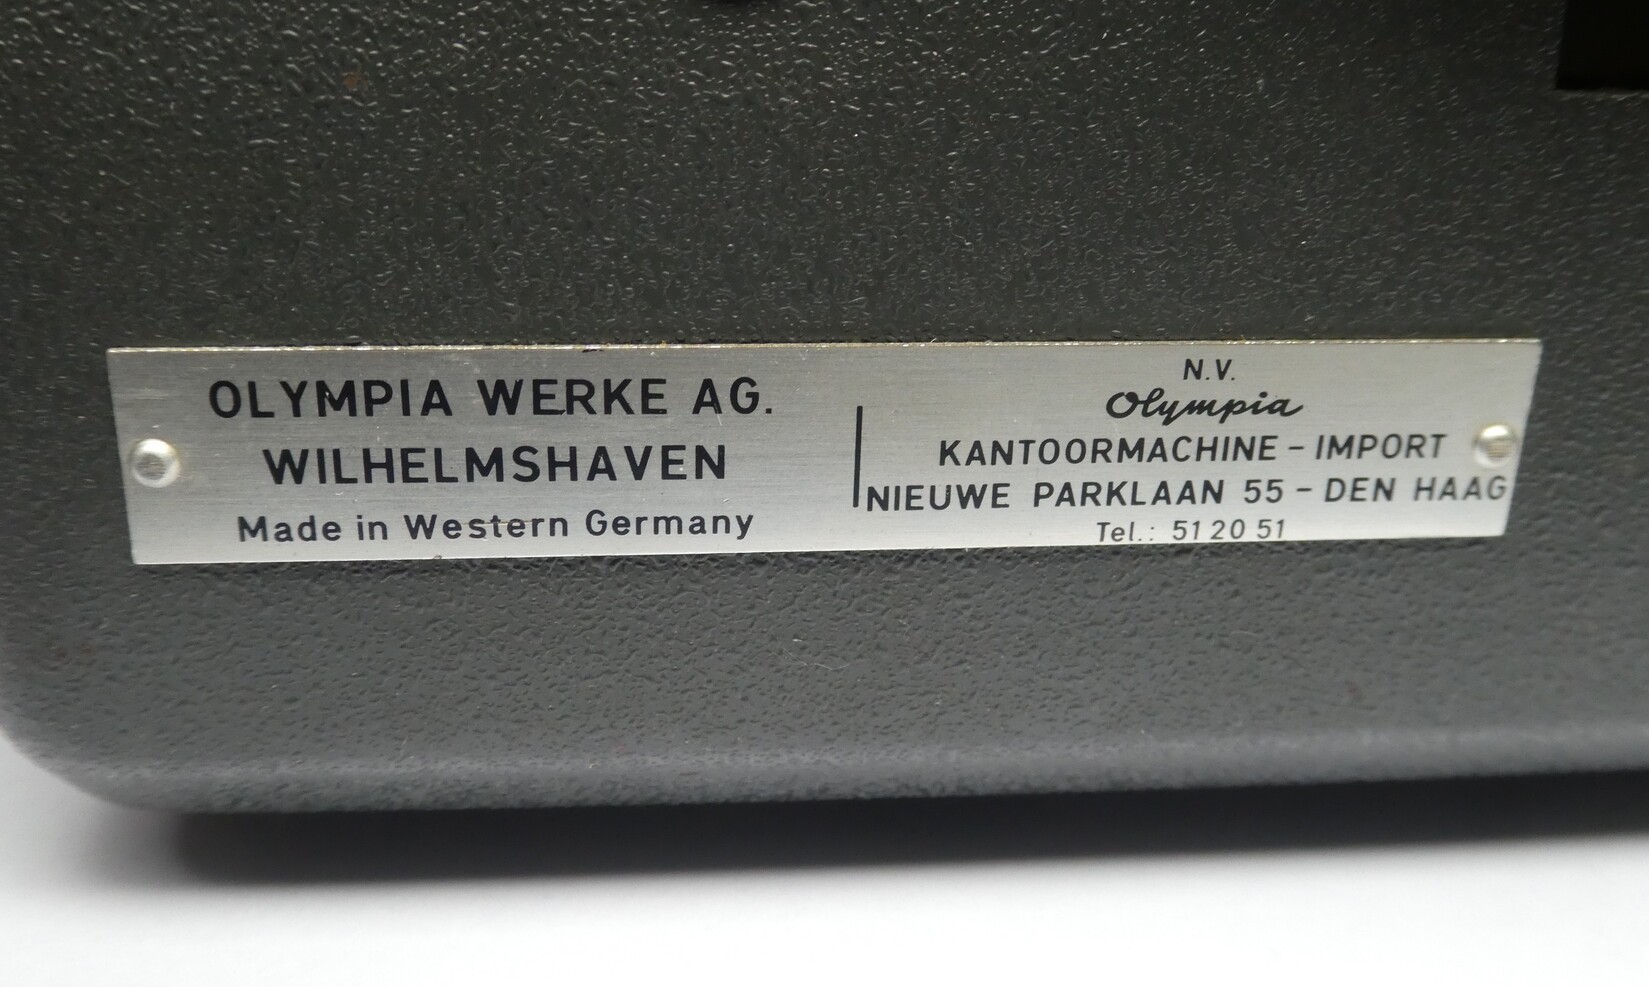 OLYMPIA WERKE AG.
WILHELMSHAVEN
Made in Western Germany
N.V.
Olympia
KANTOORMACHINE – IMPORT
NIEUWE PARKLAAN 55 – DEN HAAG
Tel.: 51 20 51